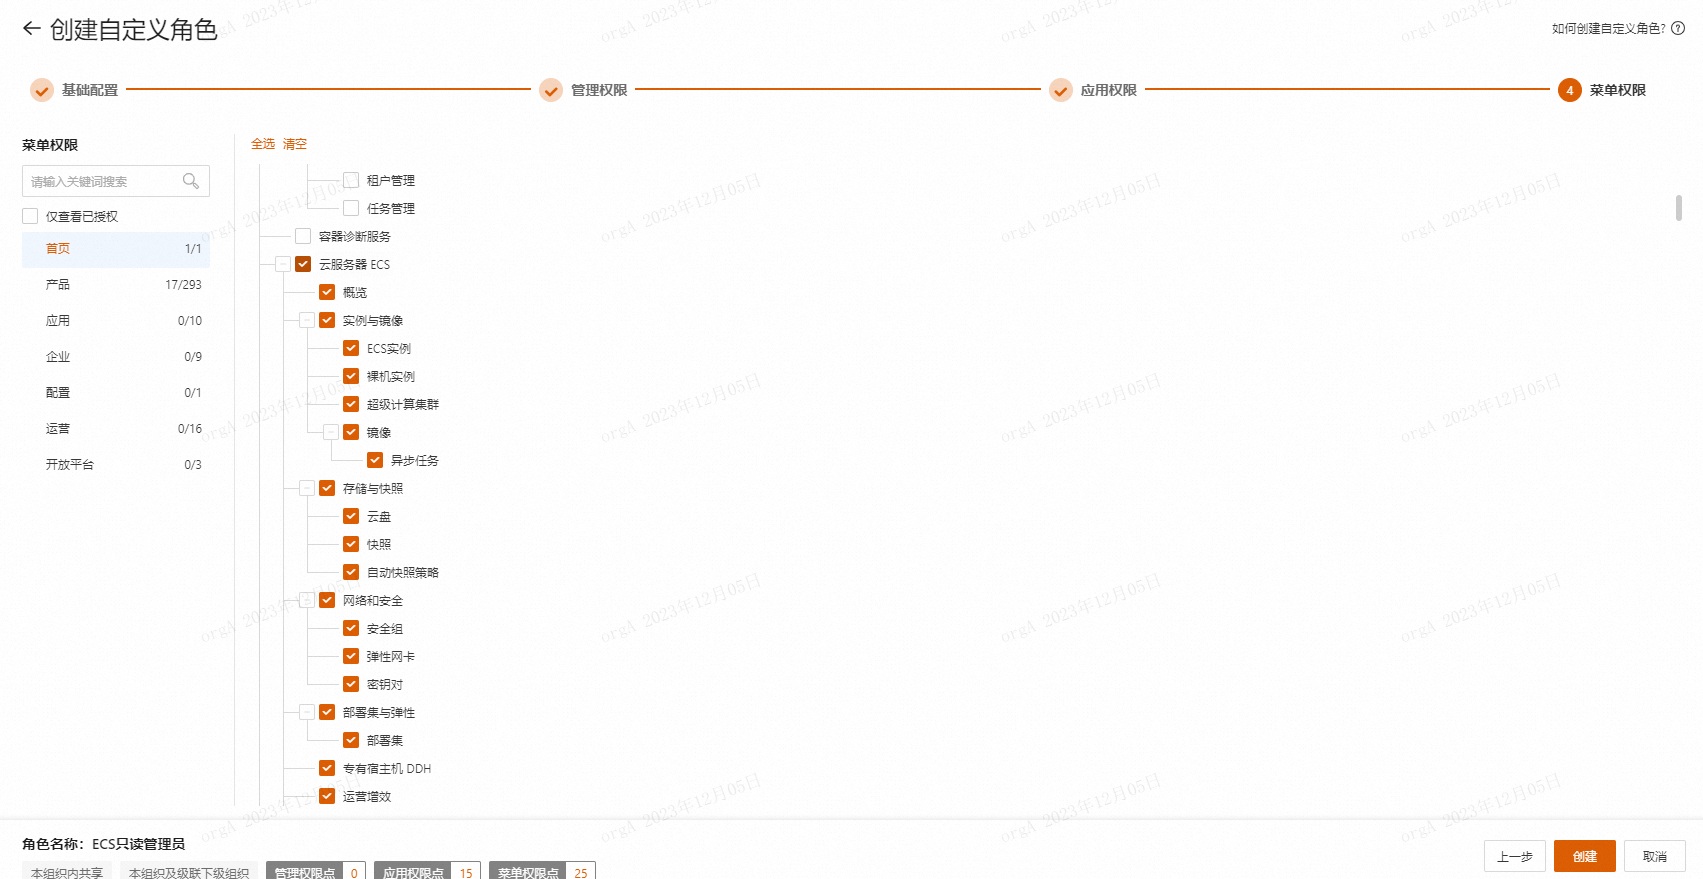 创建自定义角色
如何创建自定义角色?
基础配置
管理权限
应用权限
4 菜单权限
菜单权限
请输入关键词搜索
仅查看已授权
首页 1/1
产品 17/293
应用 0/10
企业 0/9
配置 0/1
运营 0/16
开放平台 0/3
全选 清空
租户管理
任务管理
容器诊断服务
云服务器 ECS
概览
实例与镜像
ECS实例
裸机实例
超级计算集群
镜像
异步任务
存储与快照
云盘
快照
自动快照策略
网络和安全
安全组
弹性网卡
密钥对
部署集与弹性
部署集
专有宿主机 DDH
运营增效
orgA 2023年12月05日
角色名称：ECS只读管理员
本组织内共享 本组织及级联下级组织 管理权限点 0 应用权限点 15 菜单权限点 25
上一步 创建 取消